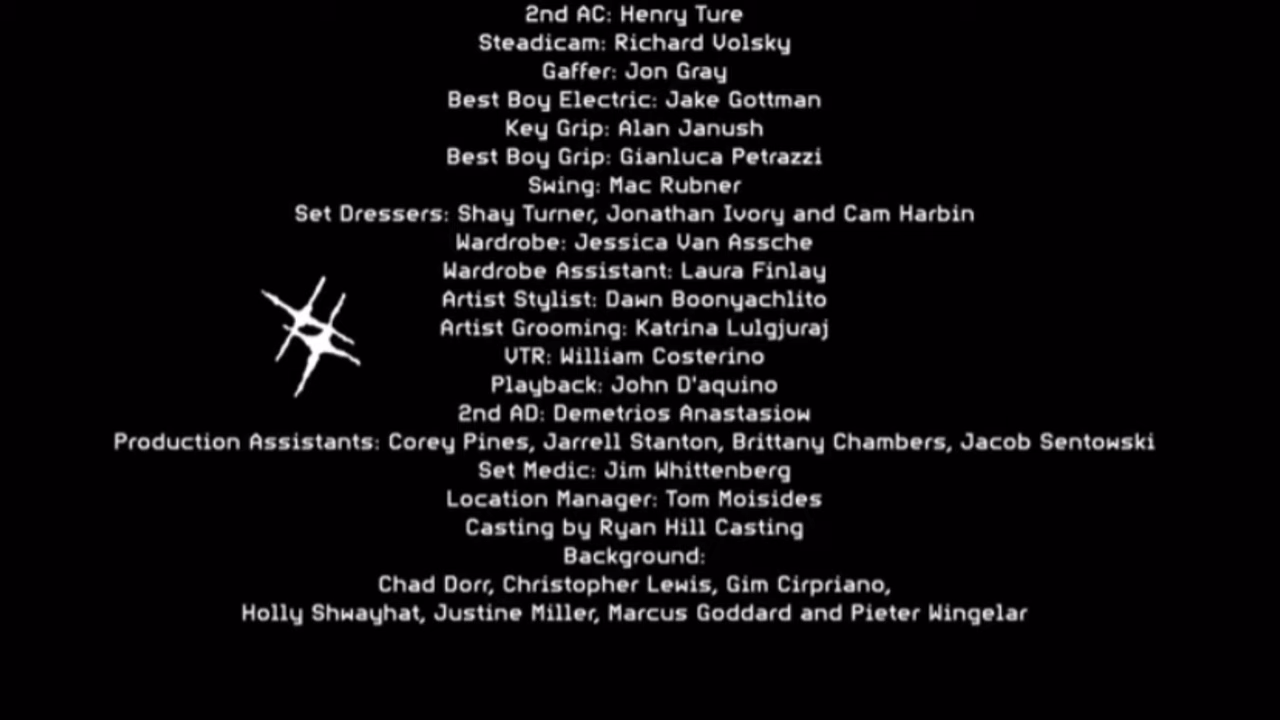 2nd AC: Henry Ture
Steadicam: Richard Volsky
Gaffer: Jon Gray
Best Boy Electric: Jake Gottman
Key Grip: Alan Janush
Best Boy Grip: Gianluca Petrazzi
Swing: Mac Rubner
Set Dressers: Shay Turner, Jonathan Ivory and Cam Harbin
Wardrobe: Jessica Van Assche
Wardrobe Assistant: Laura Finlay
Artist Stylist: Dawn Boonyachlito
Artist Grooming: Katrina Lulgjuraj
VTR: William Costerino
Playback: John D'aquino
2nd AD: Demetrios Anastasiow
Production Assistants: Corey Pines, Jarrell Stanton, Brittany Chambers, Jacob Sentowski
Set Medic: Jim Whittenberg
Location Manager: Tom Moisides
Casting by Ryan Hill Casting
Background:
Chad Dorr, Christopher Lewis, Gim Cirpriano,
Holly Shwayhat, Justine Miller, Marcus Goddard and Pieter Wingelar